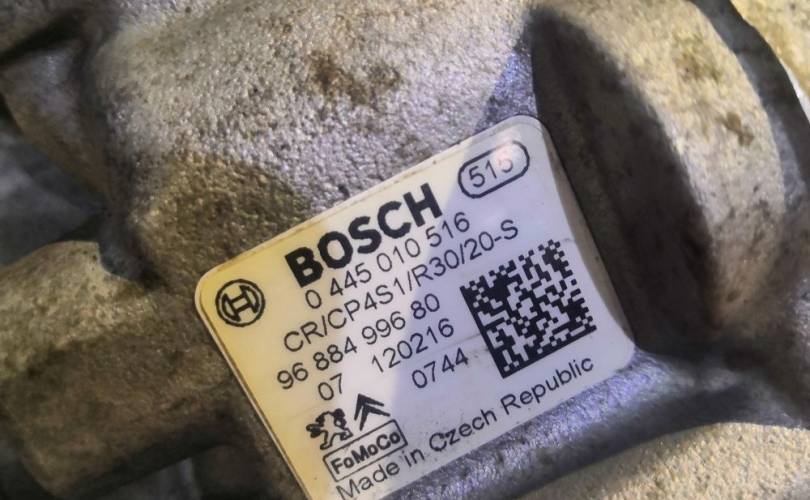 515
BOSCH
0 445 010 516
CR/CP4S1/R30/20-S
96 884 996 80
07 120216
0744
FoMoCo
Made in Czech Republic